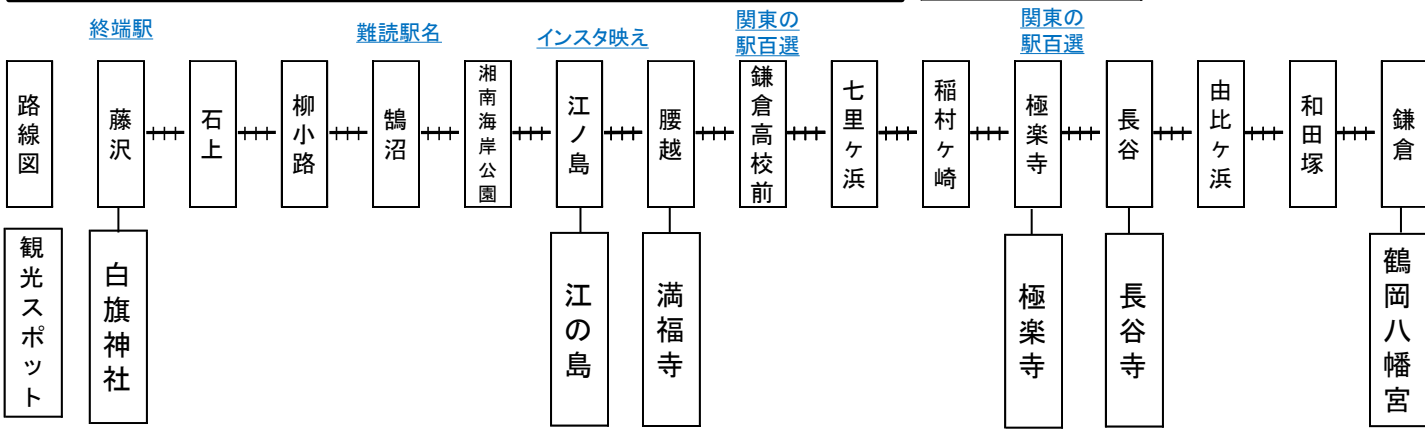 終端駅
難読駅名
インスタ映え
関東の
駅百選
関東の
駅百選
路線図
藤沢
石上
柳小路
鵠沼
湘南海岸公園
江ノ島
腰越
鎌倉高校前
七里ヶ浜
稲村ヶ崎
極楽寺
長谷
由比ヶ浜
和田塚
鎌倉
観光スポット
白旗神社
江の島
満福寺
極楽寺
長谷寺
鶴岡八幡宮